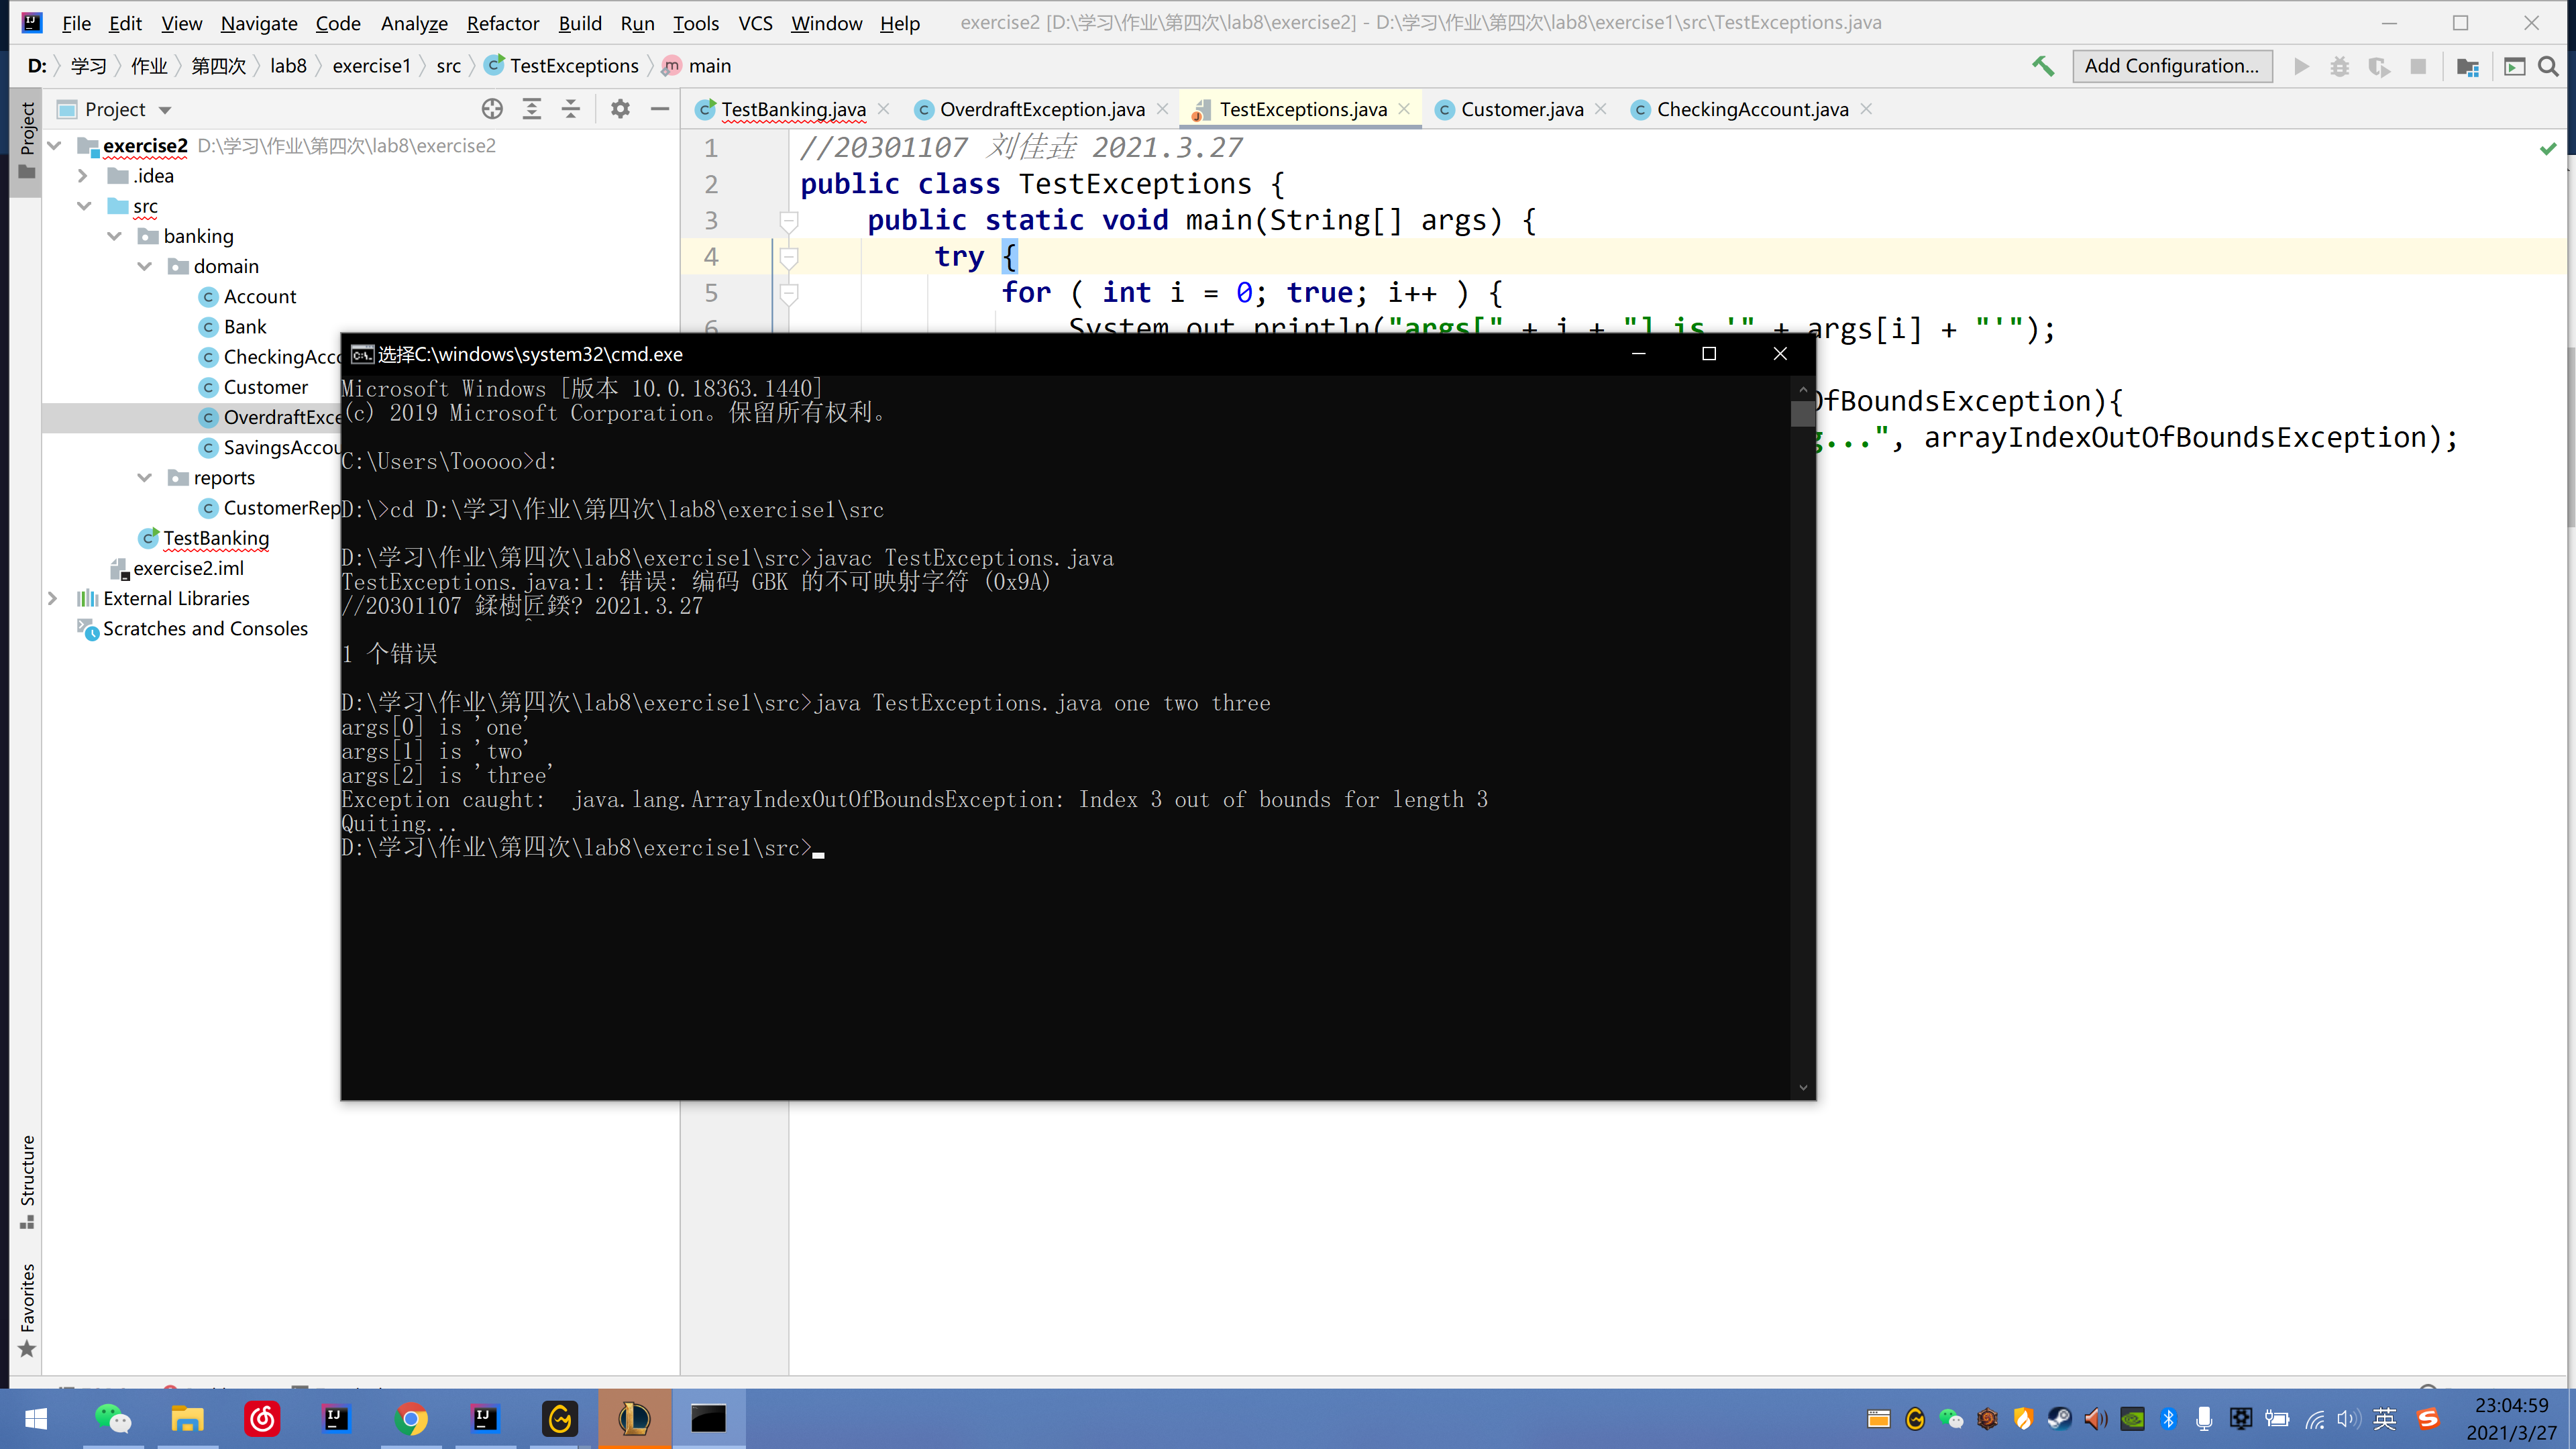 File Edit View Navigate Code Analyze Refactor Build Run Tools VCS Window Help exercise2 [D:\学习\作业\第四次\lab8\exercise2] - D:\学习\作业\第四次\lab8\exercise1\src\TestExceptions.java
D: 学习 作业 第四次 lab8 exercise1 src TestExceptions main Add Configuration...
Project
Project
TestBanking.java OverdraftException.java TestExceptions.java Customer.java CheckingAccount.java
exercise2 D:\学习\作业\第四次\lab8\exercise2
.idea
src
banking
domain
Account
Bank
CheckingAcco
Customer
OverdraftExce
SavingsAccou
reports
CustomerRep
TestBanking
exercise2.iml
External Libraries
Scratches and Consoles
Structure
Favorites
1 //20301107 刘佳垚 2021.3.27
2 public class TestExceptions {
3 public static void main(String[] args) {
4 try {
5 for ( int i = 0; true; i++ ) {
6 System.out.println("args[" + i + "] is '" + args[i] + "'");
OfBoundsException){
g...", arrayIndexOutOfBoundsException);
选择C:\windows\system32\cmd.exe
Microsoft Windows [版本 10.0.18363.1440]
(c) 2019 Microsoft Corporation。保留所有权利。
C:\Users\Tooooo>d:
D:\>cd D:\学习\作业\第四次\lab8\exercise1\src
D:\学习\作业\第四次\lab8\exercise1\src>javac TestExceptions.java
TestExceptions.java:1: 错误: 编码 GBK 的不可映射字符 (0x9A)
//20301107 鍒樹匠鍨? 2021.3.27
^
1 个错误
D:\学习\作业\第四次\lab8\exercise1\src>java TestExceptions.java one two three
args[0] is 'one'
args[1] is 'two'
args[2] is 'three'
Exception caught:  java.lang.ArrayIndexOutOfBoundsException: Index 3 out of bounds for length 3
Quiting...
D:\学习\作业\第四次\lab8\exercise1\src>
英
23:04:59
2021/3/27